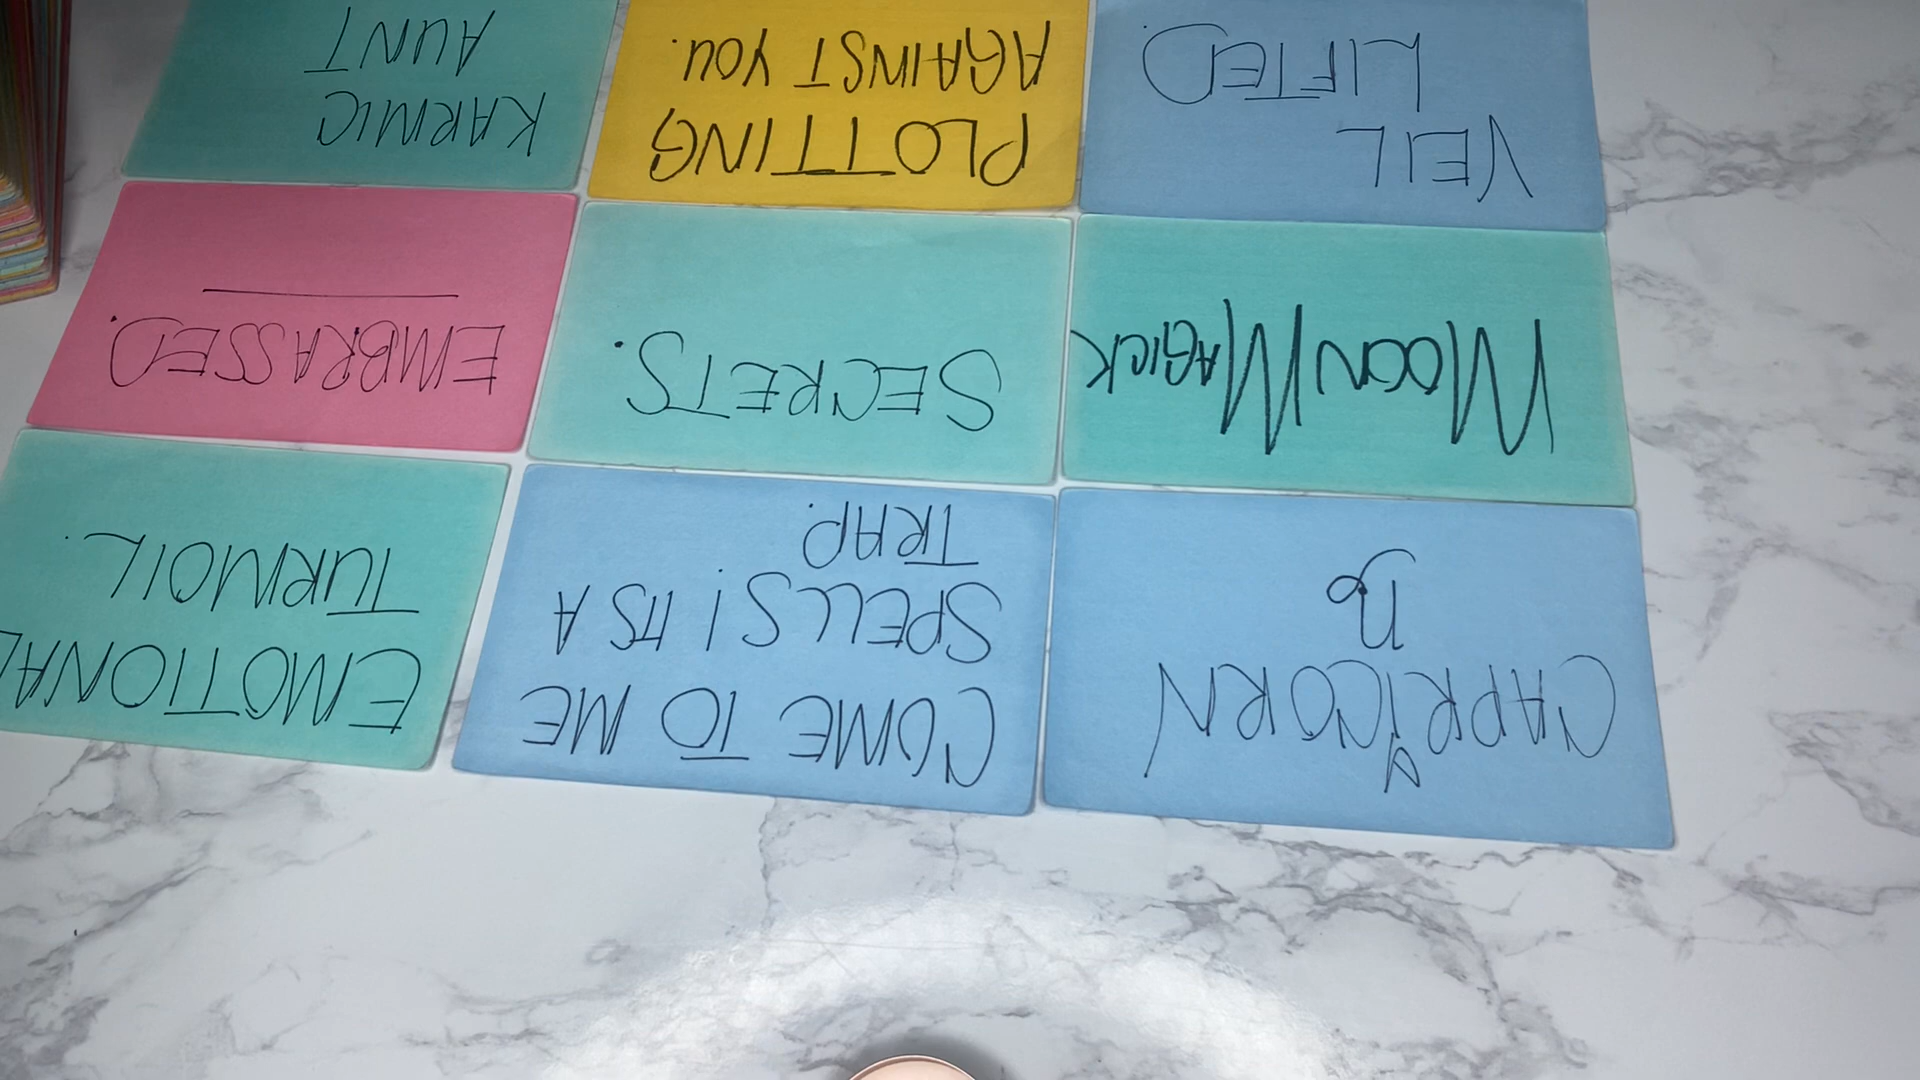 CAPRICORN
♑
COME TO ME
SPELLS! ITS A
TRAP.
EMOTIONAL
TURMOIL.
MOON MAGICK
SECRETS.
EMBRASSED.
VEIL
LIFTED.
PLOTTING
AGAINST YOU.
KARMIC
AUNT